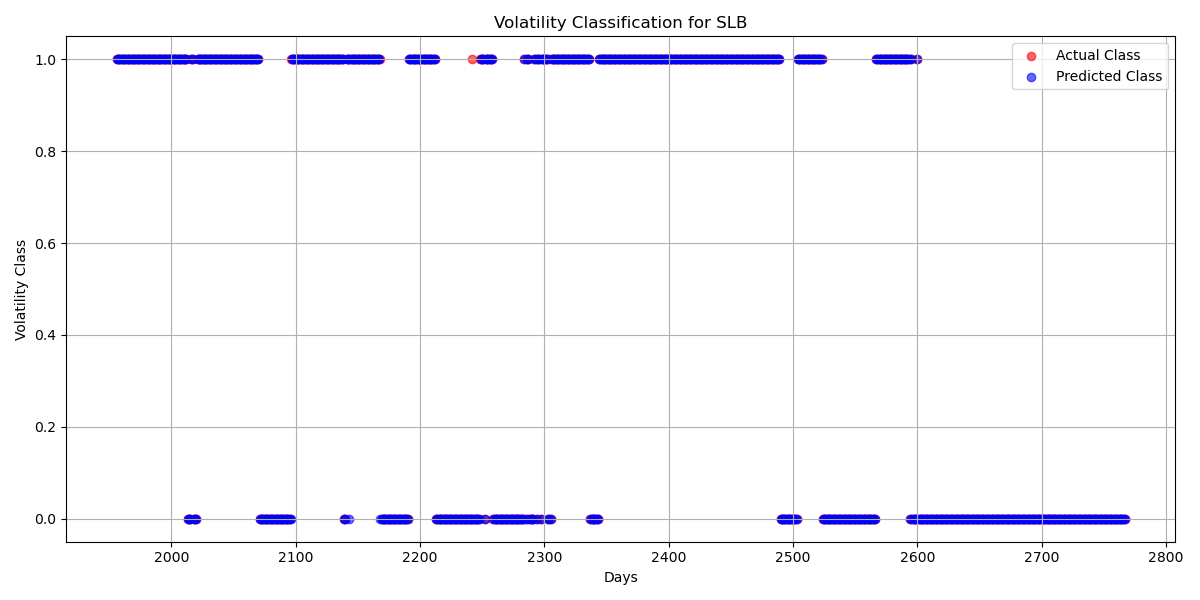 Volatility Classification for SLB
Actual Class
Predicted Class
Volatility Class
1.0
0.8
0.6
0.4
0.2
0.0
2000 2100 2200 2300 2400 2500 2600 2700 2800
Days